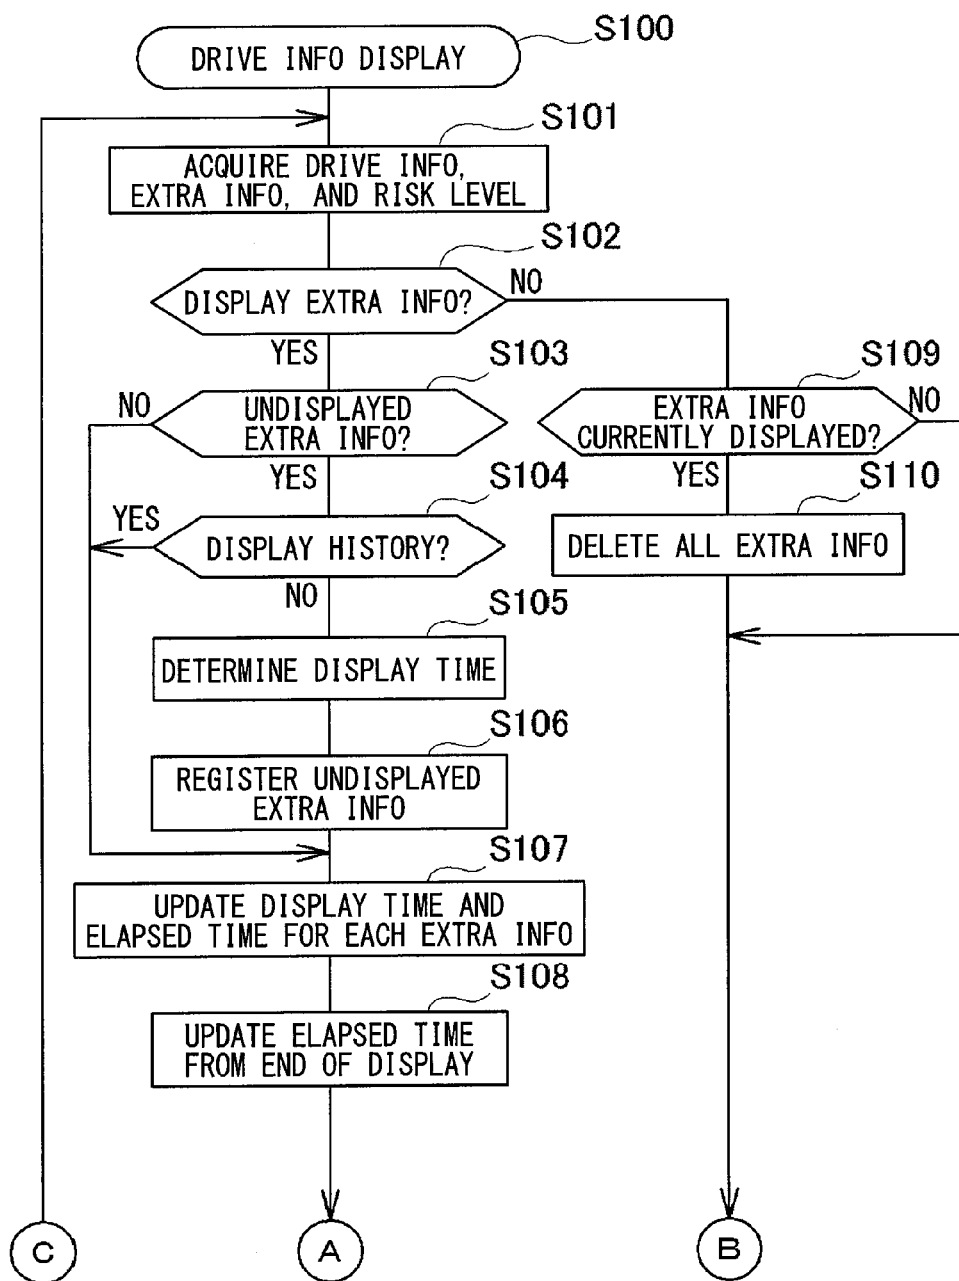 S100
DRIVE INFO DISPLAY
S101
ACQUIRE DRIVE INFO,
EXTRA INFO, AND RISK LEVEL
S102
DISPLAY EXTRA INFO?
NO
YES
S103
NO
UNDISPLAYED
EXTRA INFO?
YES
S109
EXTRA INFO
CURRENTLY DISPLAYED?
NO
YES
S104
YES
DISPLAY HISTORY?
NO
S110
DELETE ALL EXTRA INFO
S105
DETERMINE DISPLAY TIME
S106
REGISTER UNDISPLAYED
EXTRA INFO
S107
UPDATE DISPLAY TIME AND
ELAPSED TIME FOR EACH EXTRA INFO
S108
UPDATE ELAPSED TIME
FROM END OF DISPLAY
C
A
B